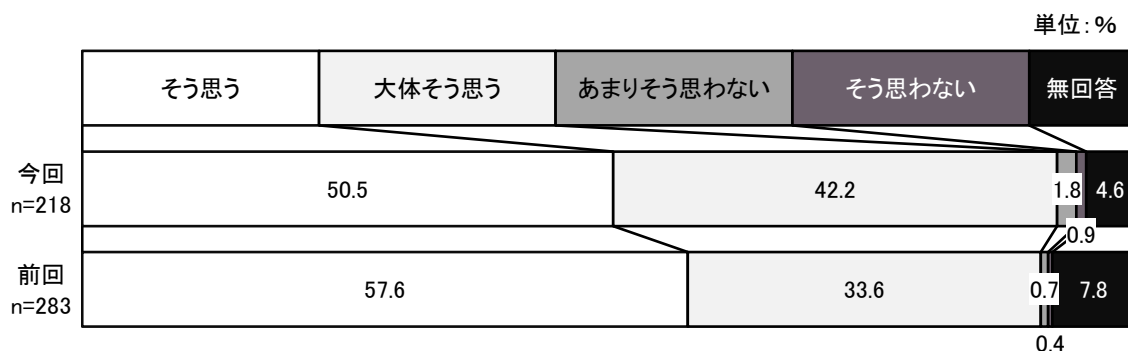 単位:%
そう思う 大体そう思う あまりそう思わない そう思わない 無回答
今回
n=218
50.5 42.2 1.8 4.6
0.9
前回
n=283
57.6 33.6 0.7 7.8
0.4